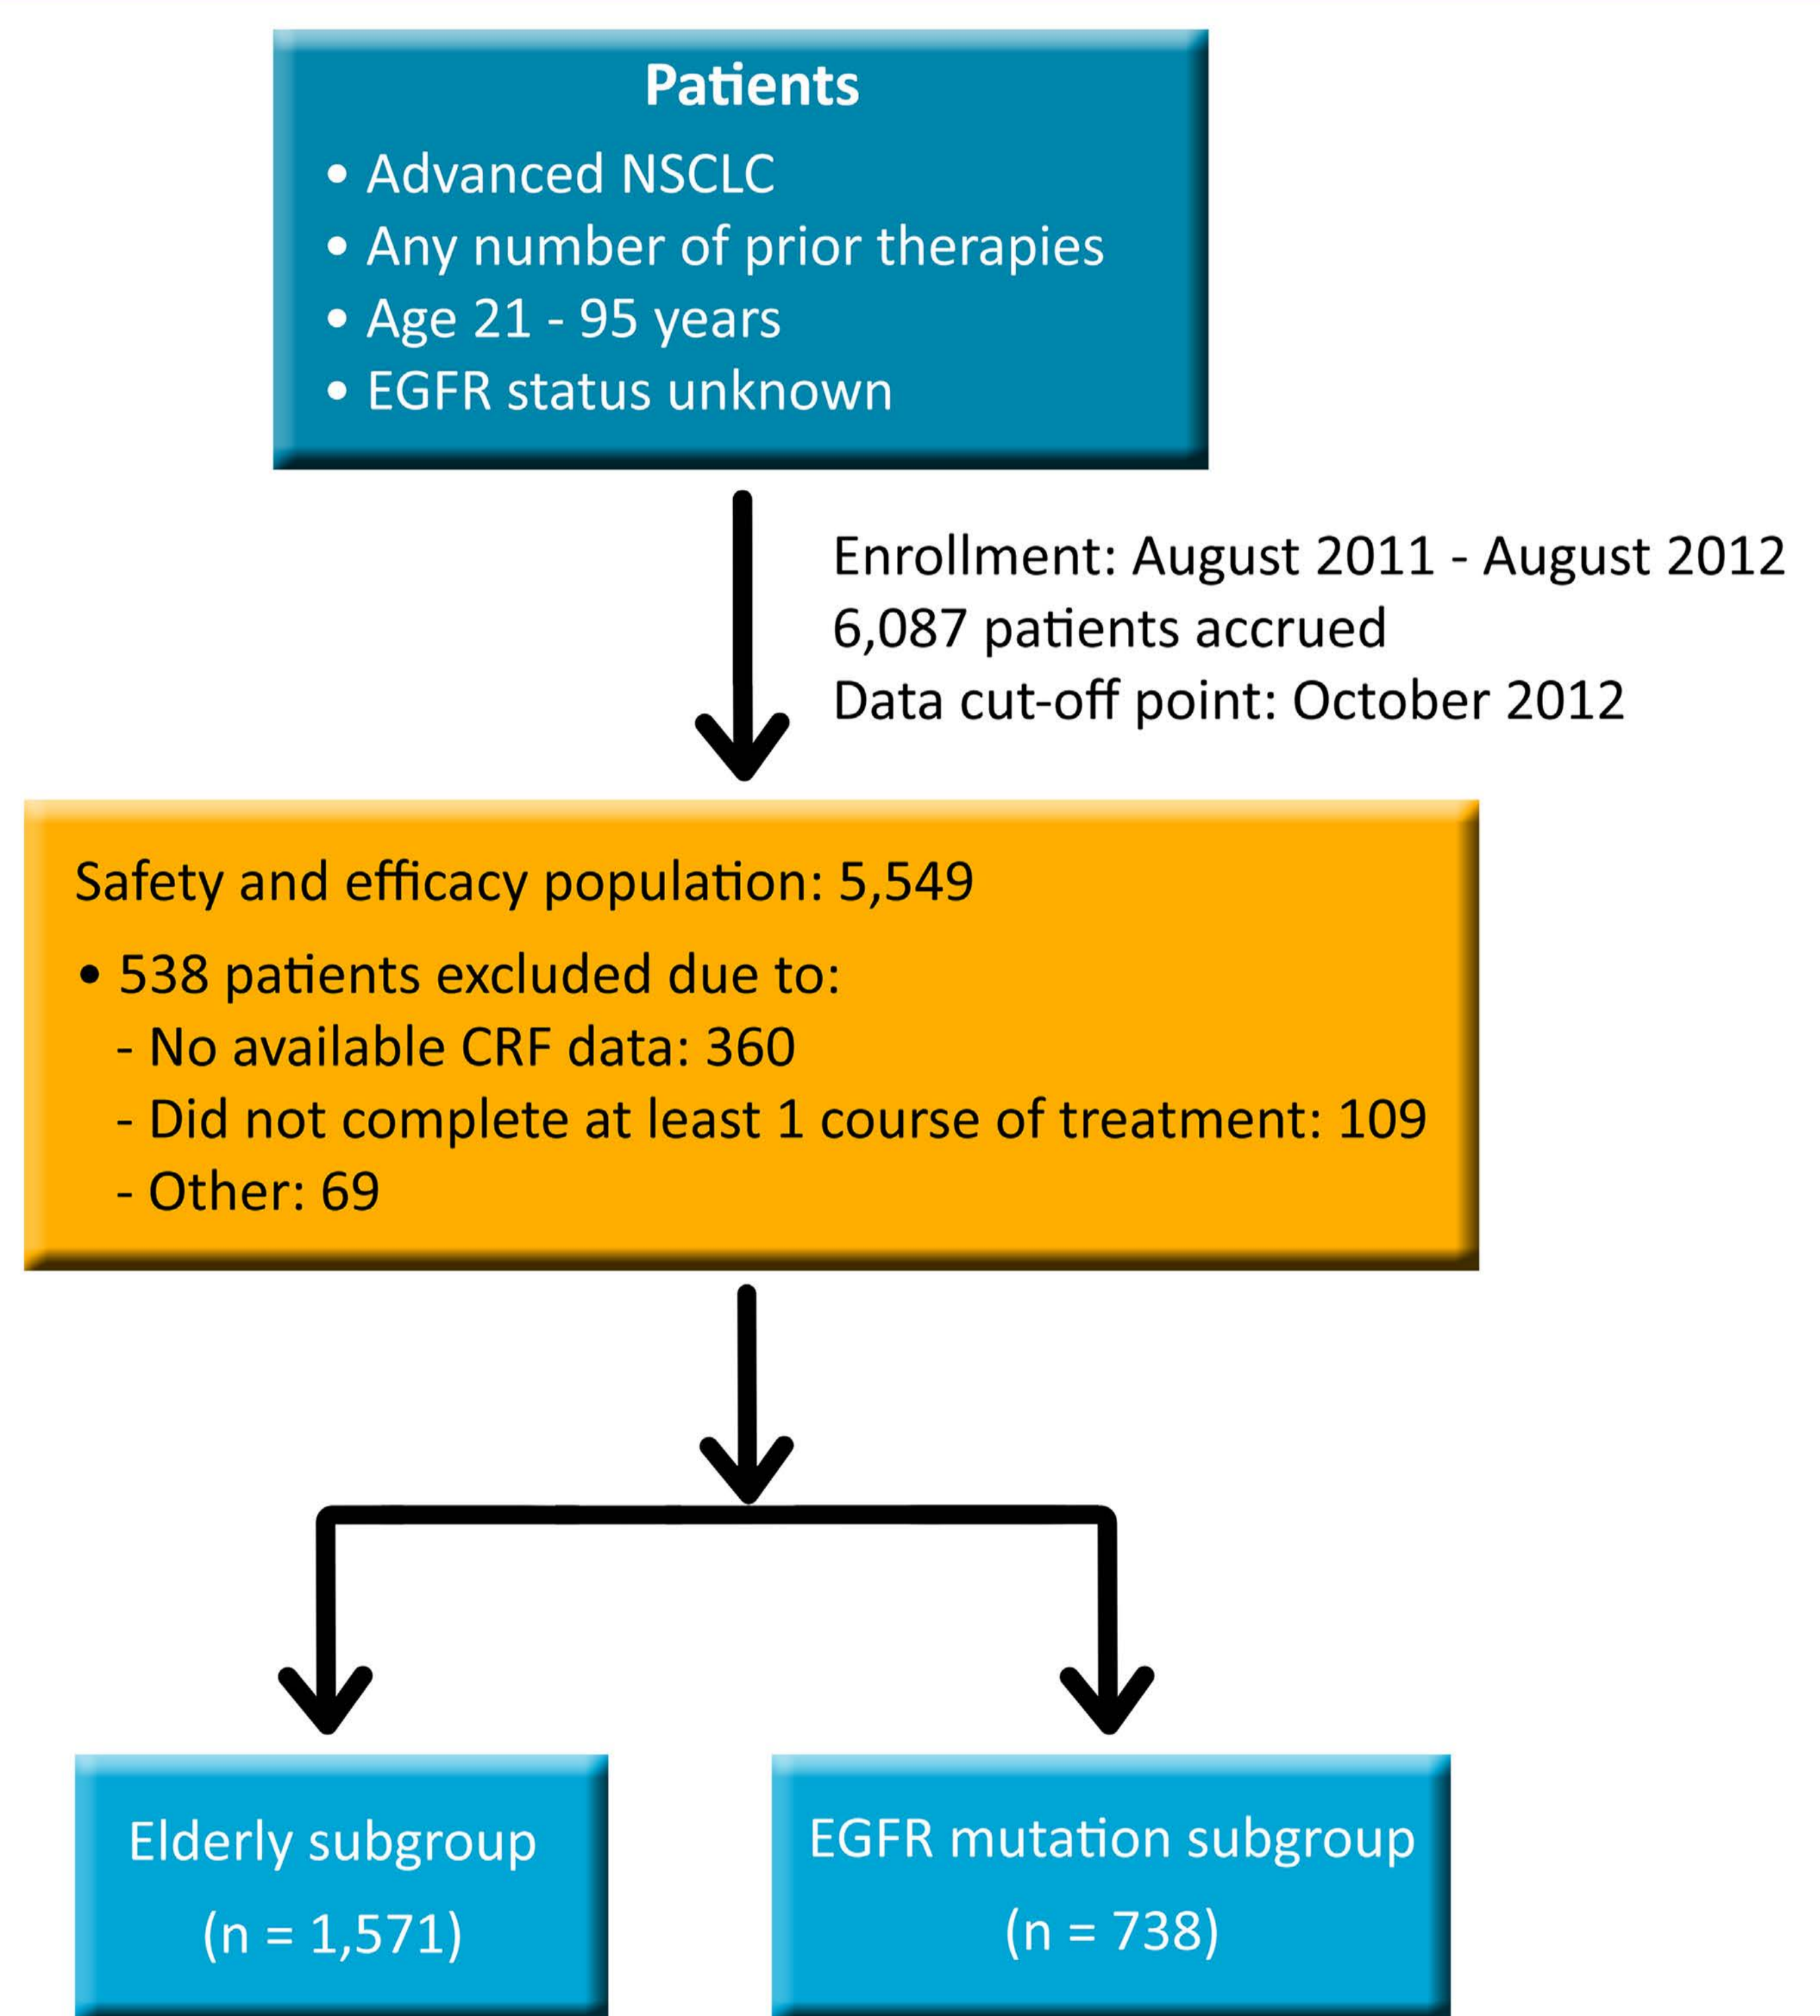 Patients
• Advanced NSCLC
• Any number of prior therapies
• Age 21 - 95 years
• EGFR status unknown
Enrollment: August 2011 - August 2012
6,087 patients accrued
Data cut-off point: October 2012
Safety and efficacy population: 5,549
• 538 patients excluded due to:
- No available CRF data: 360
- Did not complete at least 1 course of treatment: 109
- Other: 69
Elderly subgroup
(n = 1,571)
EGFR mutation subgroup
(n = 738)